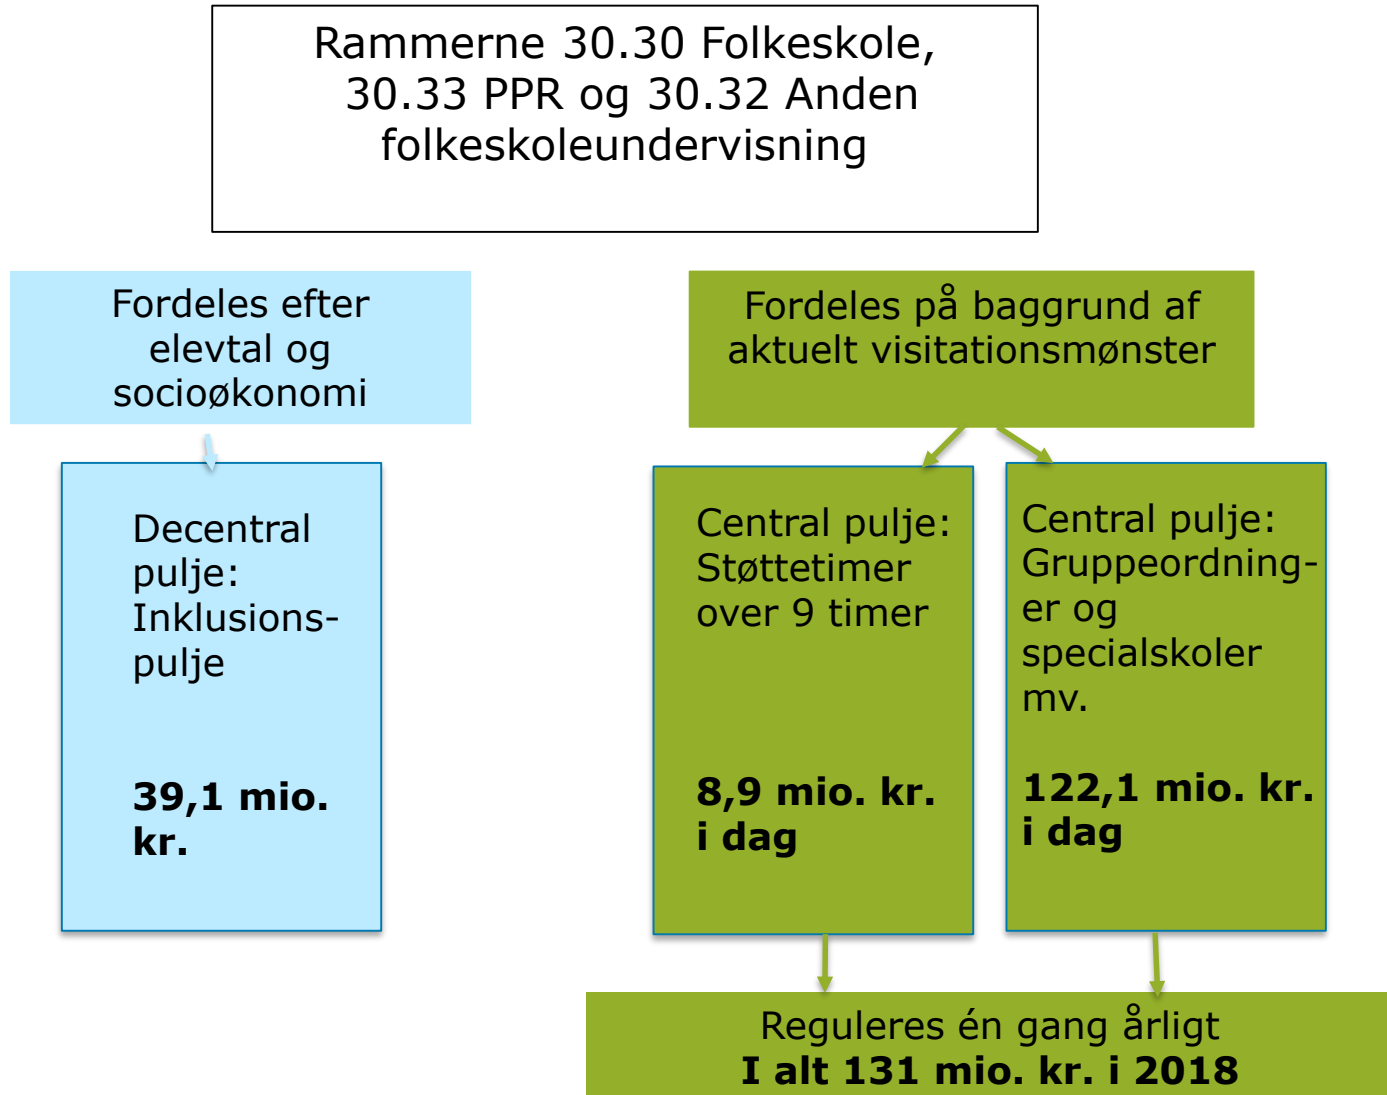 Rammerne 30.30 Folkeskole,
30.33 PPR og 30.32 Anden
folkeskoleundervisning
Fordeles efter
elevtal og
socioøkonomi
Fordeles på baggrund af
aktuelt visitationsmønster
Decentral
pulje:
Inklusions-
pulje
39,1 mio.
kr.
Central pulje:
Støttetimer
over 9 timer
8,9 mio. kr.
i dag
Central pulje:
Gruppeordning-
er og
specialskoler
mv.
122,1 mio. kr.
i dag
Reguleres én gang årligt
I alt 131 mio. kr. i 2018